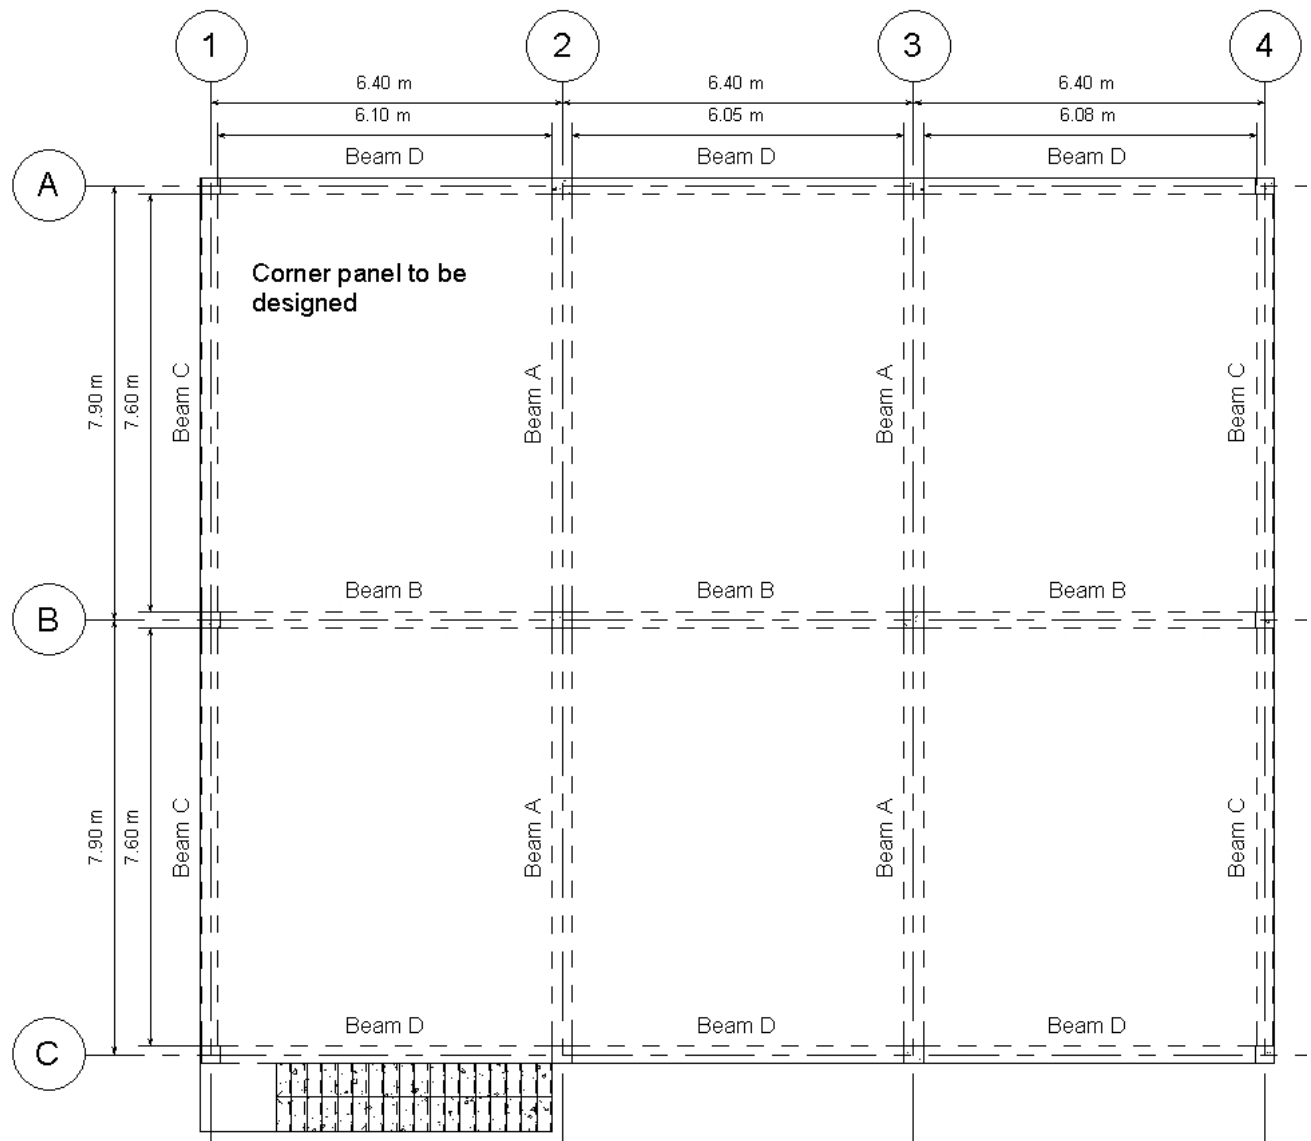 1 2 3 4
6.40 m 6.40 m 6.40 m
6.10 m 6.05 m 6.08 m
Beam D Beam D Beam D
A
Corner panel to be
designed
7.90 m
7.60 m
Beam C
Beam A
Beam A
Beam C
Beam B Beam B Beam B
B
7.90 m
7.60 m
Beam C
Beam A
Beam A
Beam C
Beam D Beam D Beam D
C